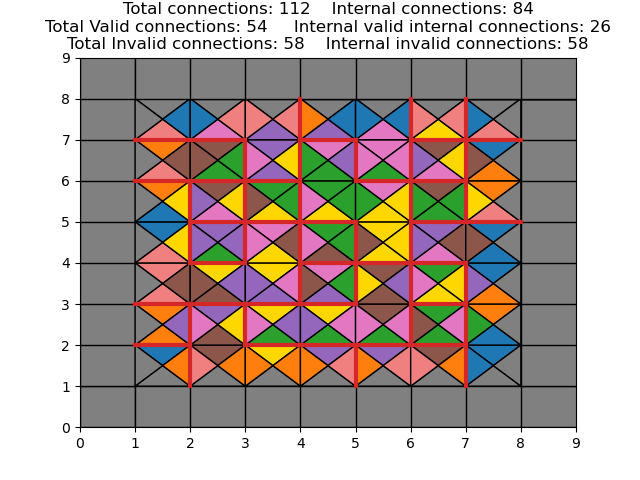 Total connections: 112    Internal connections: 84
Total Valid connections: 54     Internal valid internal connections: 26
Total Invalid connections: 58    Internal invalid connections: 58
9
8
7
6
5
4
3
2
1
0
0 1 2 3 4 5 6 7 8 9